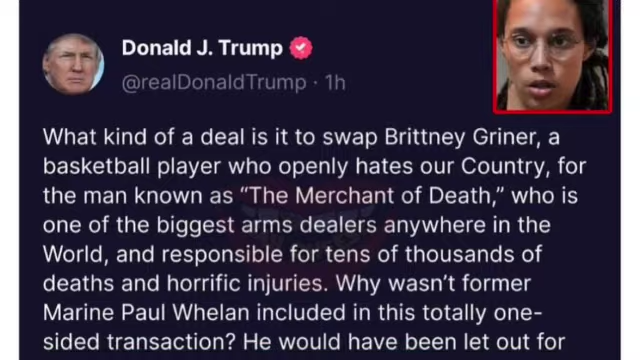 Donald J. Trump
@realDonaldTrump · 1h
What kind of a deal is it to swap Brittney Griner, a
basketball player who openly hates our Country, for
the man known as “The Merchant of Death,” who is
one of the biggest arms dealers anywhere in the
World, and responsible for tens of thousands of
deaths and horrific injuries. Why wasn’t former
Marine Paul Whelan included in this totally one-
sided transaction? He would have been let out for